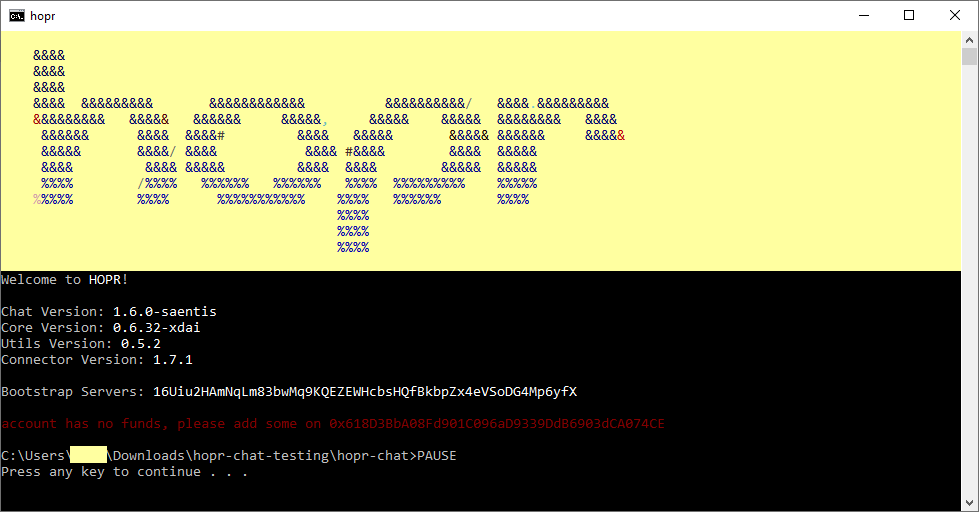 hopr
&&&&
&&&&
&&&&
&&&&  &&&&&&&&&       &&&&&&&&&&&&          &&&&&&&&&&/   &&&&.&&&&&&&&&
&&&&&&&&&   &&&&&   &&&&&&     &&&&&,     &&&&&    &&&&&  &&&&&&&&   &&&&
&&&&&&      &&&&  &&&&#         &&&&   &&&&&       &&&&& &&&&&&     &&&&&
&&&&&       &&&&/ &&&&           &&&& #&&&&        &&&&  &&&&&
&&&&         &&&& &&&&&         &&&&  &&&&        &&&&&  &&&&&
%%%%        /%%%%   %%%%%%   %%%%%%   %%%%  %%%%%%%%%    %%%%%
%%%%%        %%%%      %%%%%%%%%%%    %%%%   %%%%%%       %%%%
%%%%
%%%%
%%%%
Welcome to HOPR!
Chat Version: 1.6.0-saentis
Core Version: 0.6.32-xdai
Utils Version: 0.5.2
Connector Version: 1.7.1
Bootstrap Servers: 16Uiu2HAmNqLm83bwMq9KQEZEWHcbsHQfBkbpZx4eVSoDG4Mp6yfX
account has no funds, please add some on 0x618D3BbA08Fd901C096aD9339DdB6903dCA074CE
C:\Users\ \Downloads\hopr-chat-testing\hopr-chat>PAUSE
Press any key to continue . . .